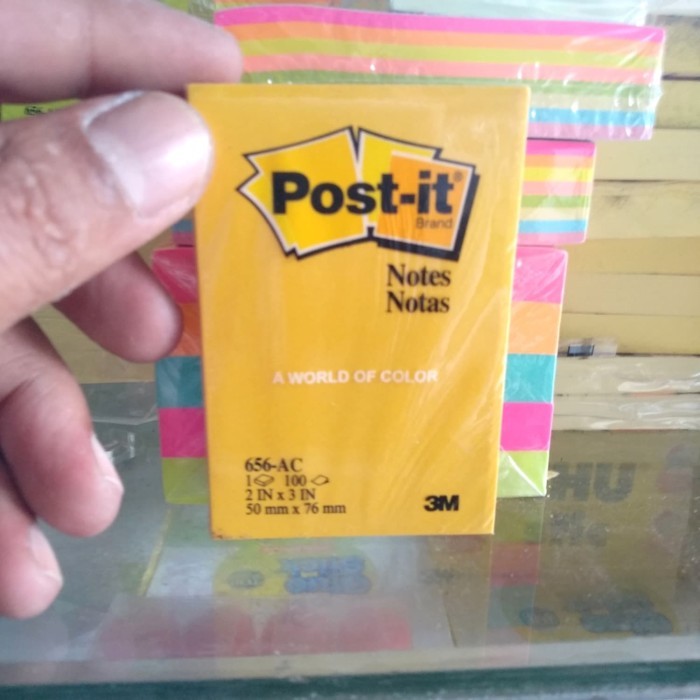 Post-it®
Brand
Notes
Notas
A WORLD OF COLOR
656-AC
1 100
2 IN x 3 IN
50 mm x 76 mm
3M
UHU